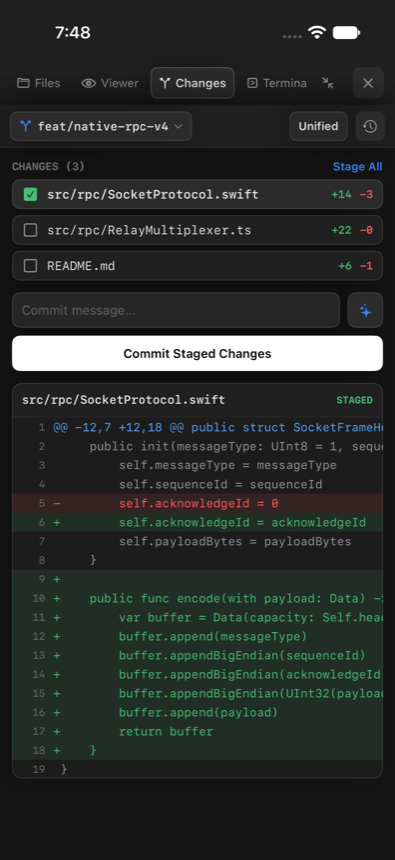 7:48
Files Viewer Changes Termina
feat/native-rpc-v4 Unified
CHANGES (3) Stage All
src/rpc/SocketProtocol.swift +14 −3
src/rpc/RelayMultiplexer.ts +22 −0
README.md +6 −1
Commit message...
Commit Staged Changes
src/rpc/SocketProtocol.swift STAGED
1 @@ −12,7 +12,18 @@ public struct SocketFrameHe
2 public init(messageType: UInt8 = 1, seque
3 self.messageType = messageType
4 self.sequenceId = sequenceId
5 − self.acknowledgeId = 0
6 + self.acknowledgeId = acknowledgeId
7 self.payloadBytes = payloadBytes
8 }
9 +
10 + public func encode(with payload: Data) −>
11 + var buffer = Data(capacity: Self.head
12 + buffer.append(messageType)
13 + buffer.appendBigEndian(sequenceId)
14 + buffer.appendBigEndian(acknowledgeId
15 + buffer.appendBigEndian(UInt32(payload
16 + buffer.append(payload)
17 + return buffer
18 + }
19 }